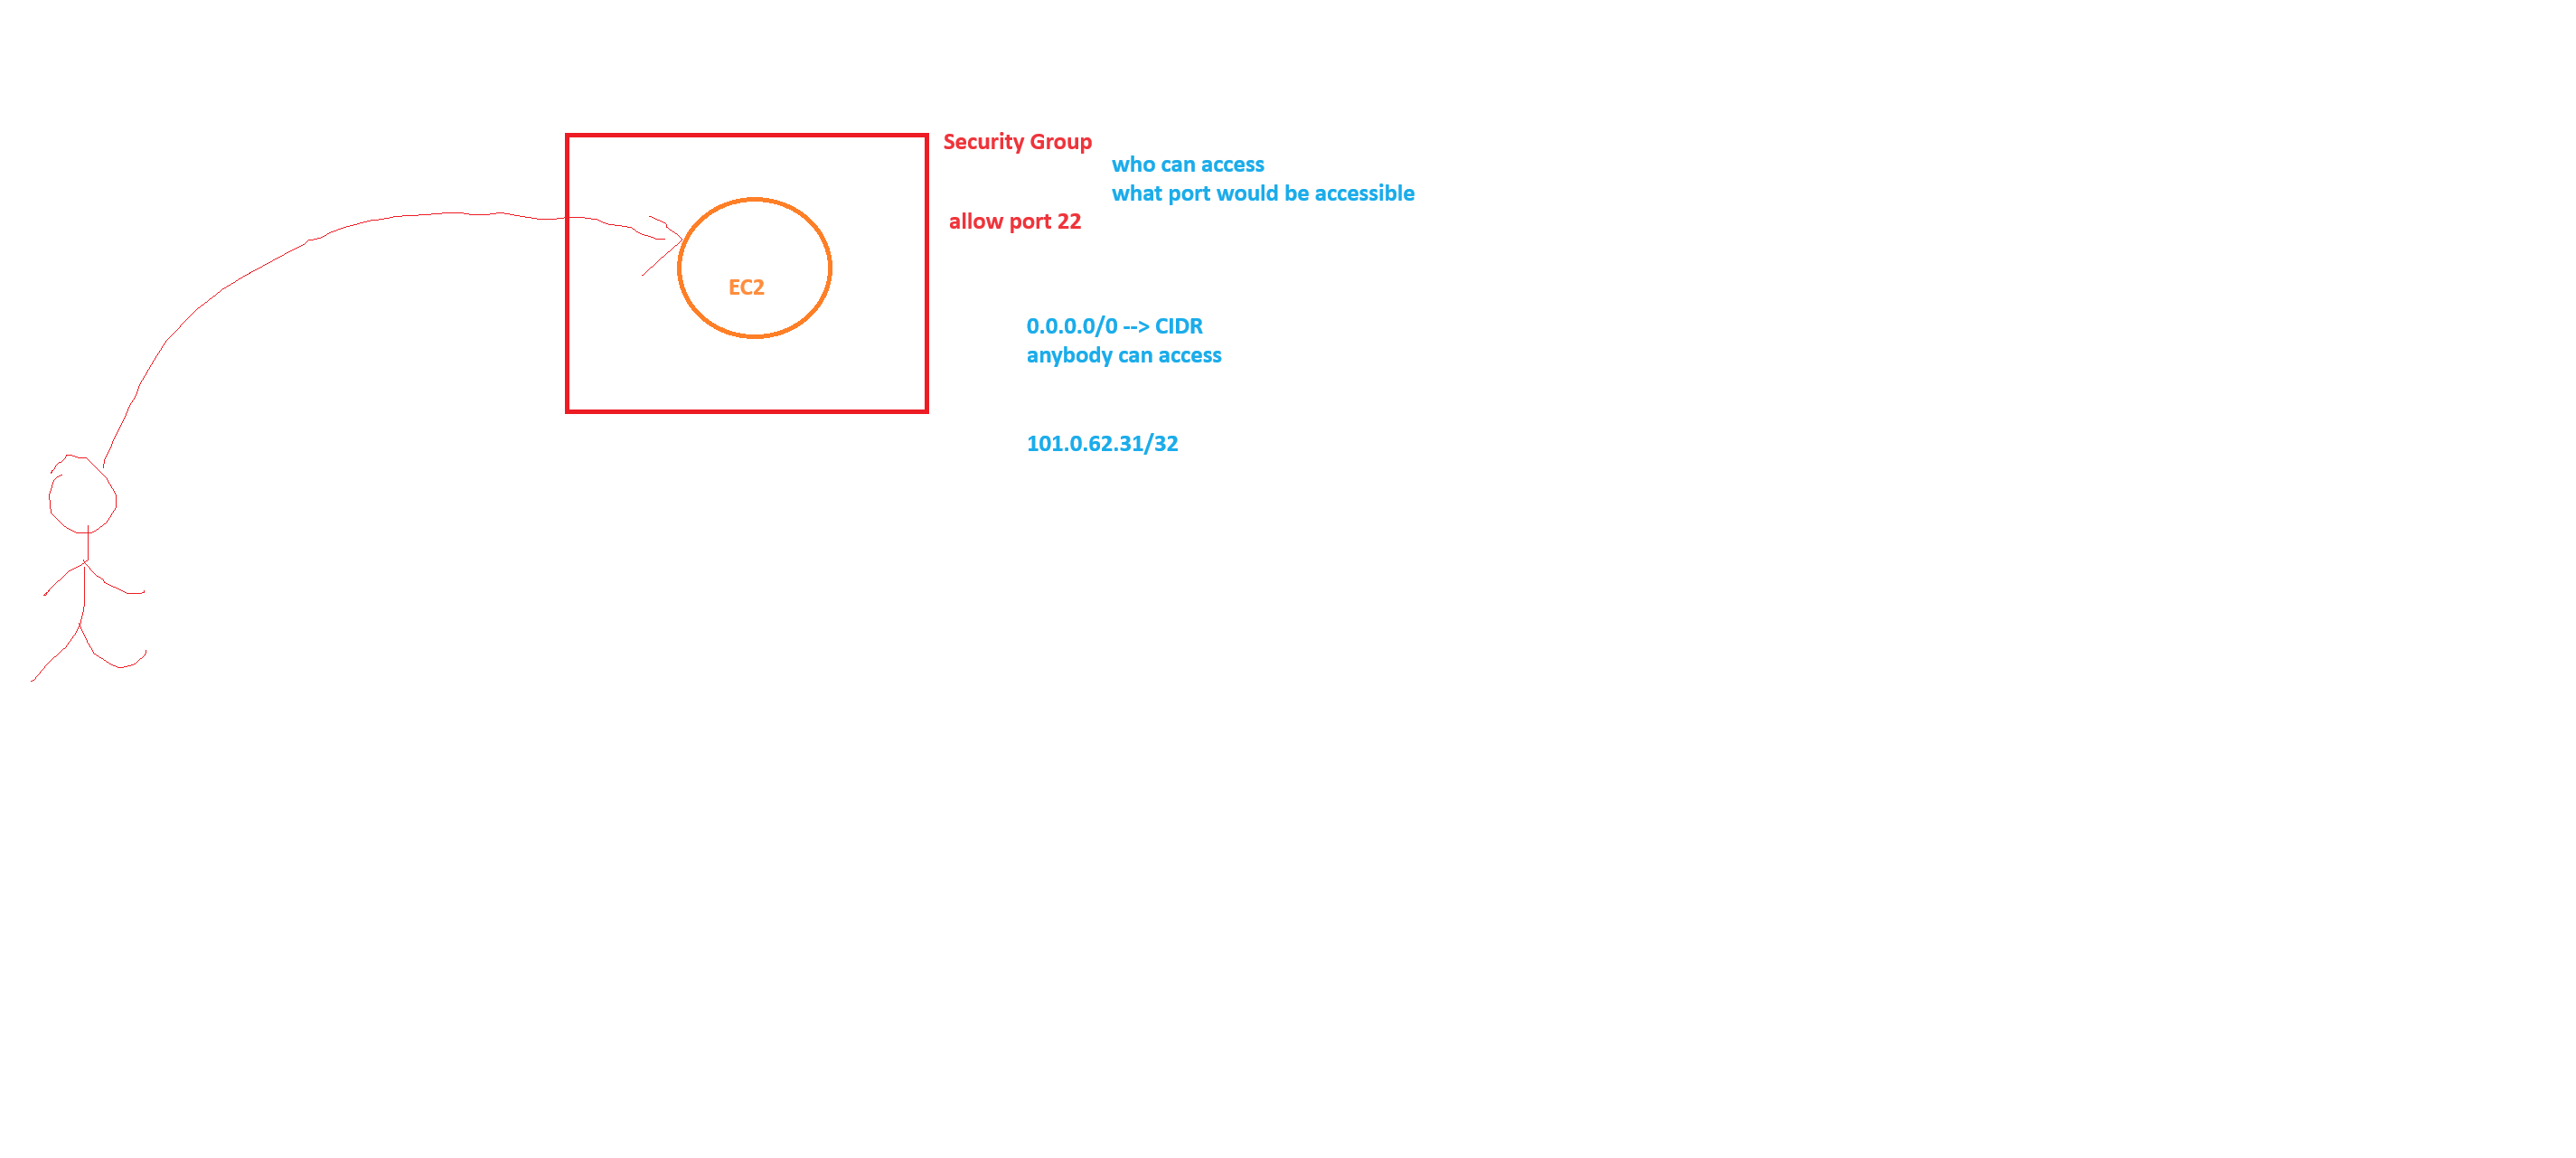 Security Group
who can access
what port would be accessible
allow port 22
EC2
0.0.0.0/0 --> CIDR
anybody can access
101.0.62.31/32